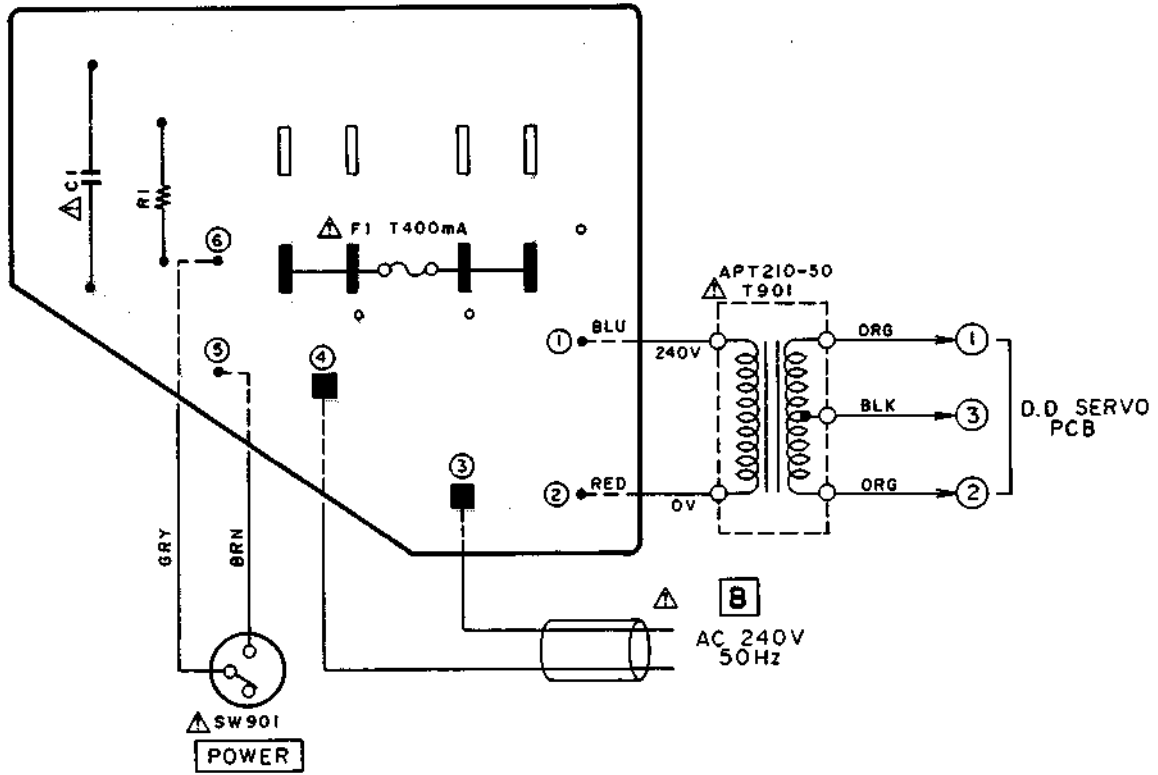 C1
R1
6
F1 T400mA
5
4
3
1
BLU
240V
2
RED
0V
APT210-50
T901
ORG
1
BLK
3
ORG
2
D.D SERVO
PCB
GRY
BRN
8
AC 240V
50Hz
SW901
POWER